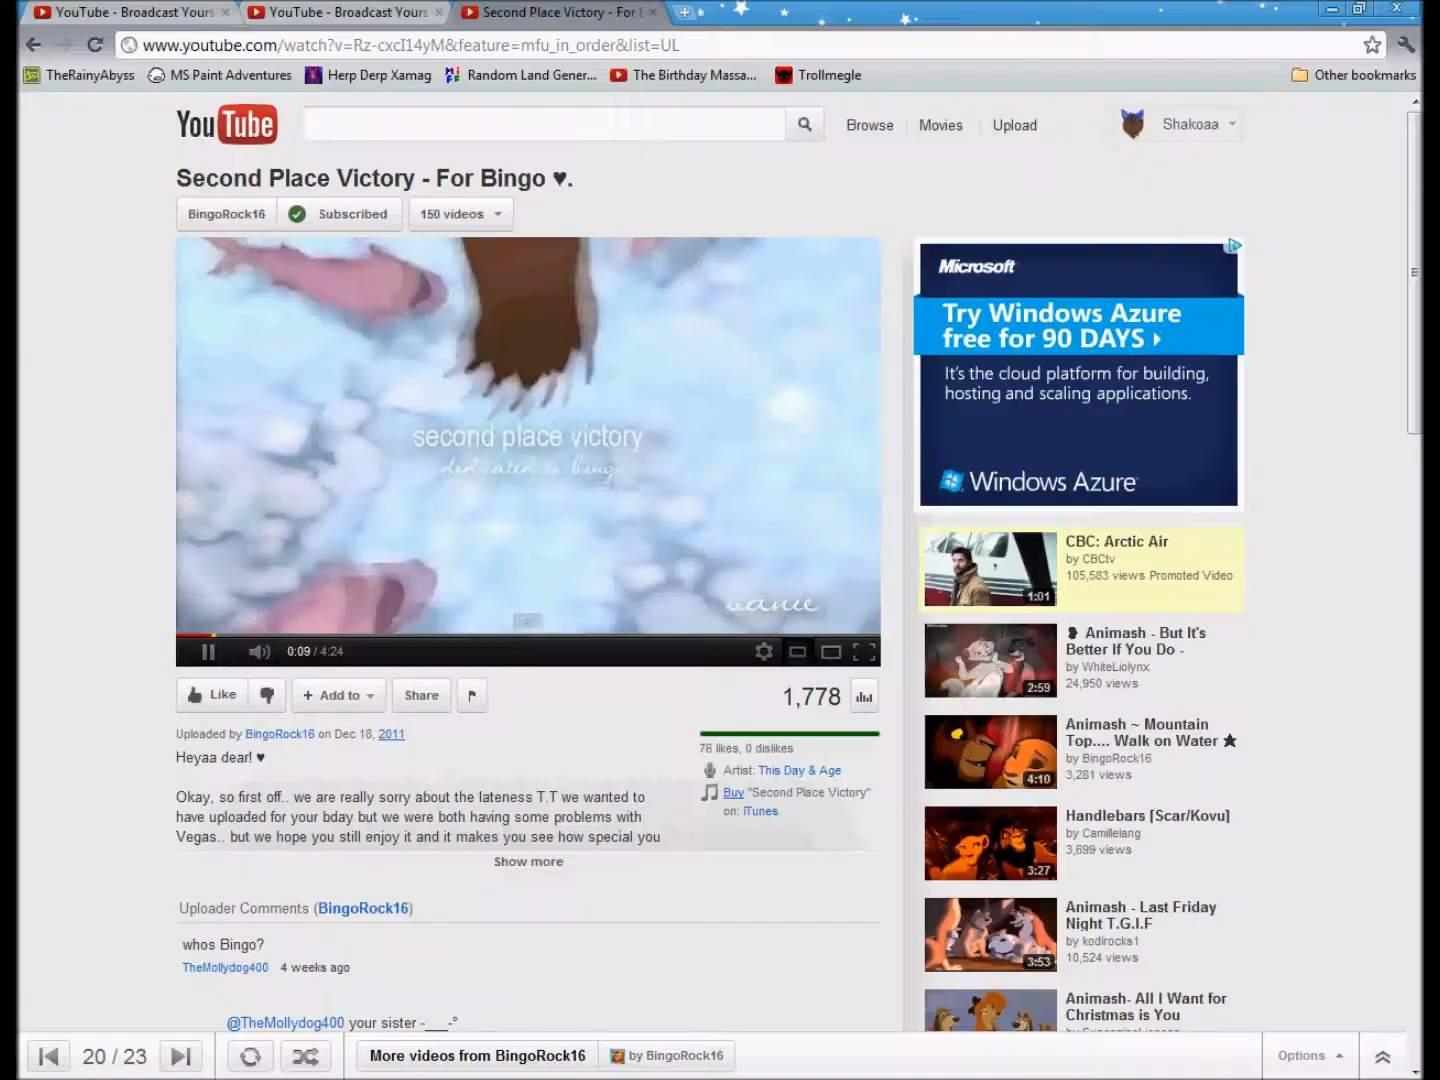 YouTube - Broadcast Yours
YouTube - Broadcast Yours
Second Place Victory - For
www.youtube.com/watch?v=Rz-cxcI14yM&feature=mfu_in_order&list=UL
TheRainyAbyss
MS Paint Adventures
Herp Derp Xamag
Random Land Gener...
The Birthday Massa...
Trollmegle
Other bookmarks
YouTube
Browse
Movies
Upload
Shakoaa
Second Place Victory - For Bingo ♥.
BingoRock16
Subscribed
150 videos
second place victory
vanie
0:09 / 4:24
Like
+ Add to
Share
1,778
Uploaded by BingoRock16 on Dec 18, 2011
Heyaa dear! ♥
Okay, so first off.. we are really sorry about the lateness T.T we wanted to
have uploaded for your bday but we were both having some problems with
Vegas.. but we hope you still enjoy it and it makes you see how special you
Show more
76 likes, 0 dislikes
Artist: This Day & Age
Buy "Second Place Victory"
on: iTunes
Uploader Comments (BingoRock16)
whos Bingo?
TheMollydog400 4 weeks ago
@TheMollydog400 your sister -___-°
Microsoft
Try Windows Azure
free for 90 DAYS
It's the cloud platform for building,
hosting and scaling applications.
Windows Azure
CBC: Arctic Air
by CBCtv
105,583 views Promoted Video
1:01
❥ Animash - But It's
Better If You Do -
by WhiteLiolynx
24,950 views
2:59
Animash ~ Mountain
Top.... Walk on Water ★
by BingoRock16
3,281 views
4:10
Handlebars [Scar/Kovu]
by Camillelang
3,699 views
3:27
Animash - Last Friday
Night T.G.I.F
by kodirocks1
10,524 views
3:53
Animash- All I Want for
Christmas is You
20 / 23
More videos from BingoRock16
by BingoRock16
Options